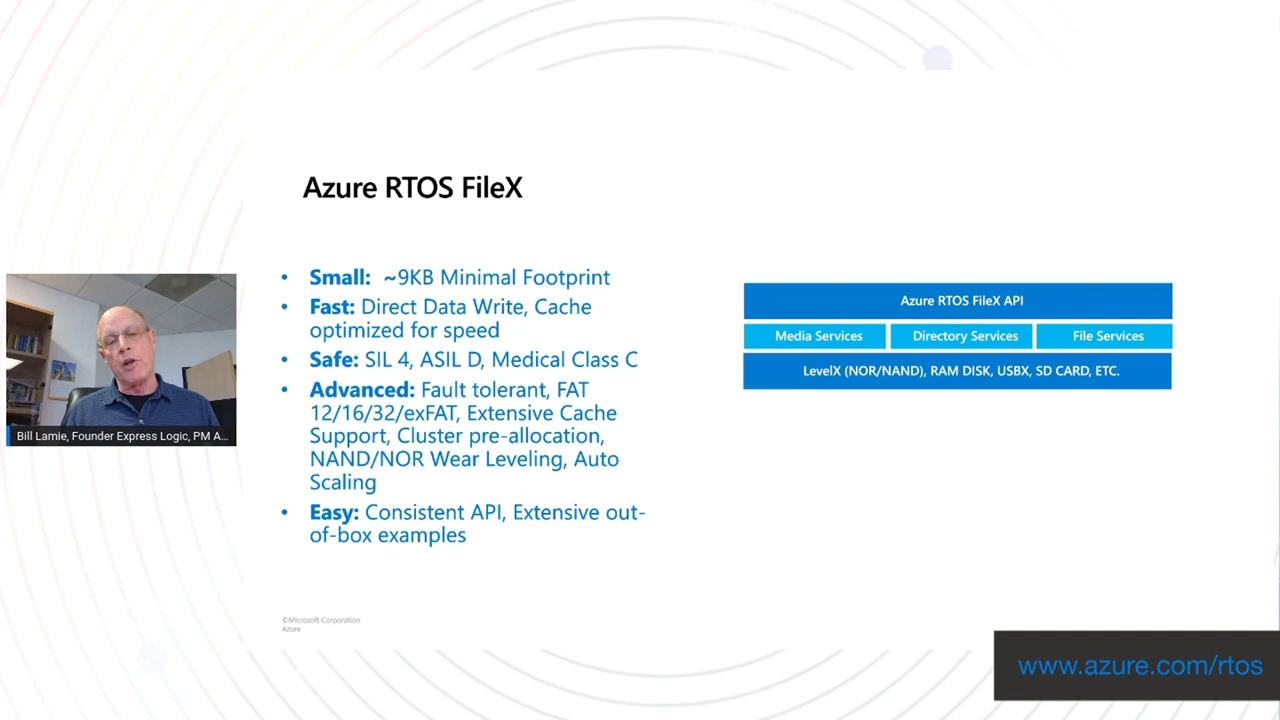 Azure RTOS FileX
• Small: ~9KB Minimal Footprint
• Fast: Direct Data Write, Cache
optimized for speed
• Safe: SIL 4, ASIL D, Medical Class C
• Advanced: Fault tolerant, FAT
12/16/32/exFAT, Extensive Cache
Support, Cluster pre-allocation,
NAND/NOR Wear Leveling, Auto
Scaling
• Easy: Consistent API, Extensive out-
of-box examples
Azure RTOS FileX API
Media Services
Directory Services
File Services
LevelX (NOR/NAND), RAM DISK, USBX, SD CARD, ETC.
Bill Lamie, Founder Express Logic, PM A...
©Microsoft Corporation
Azure
www.azure.com/rtos